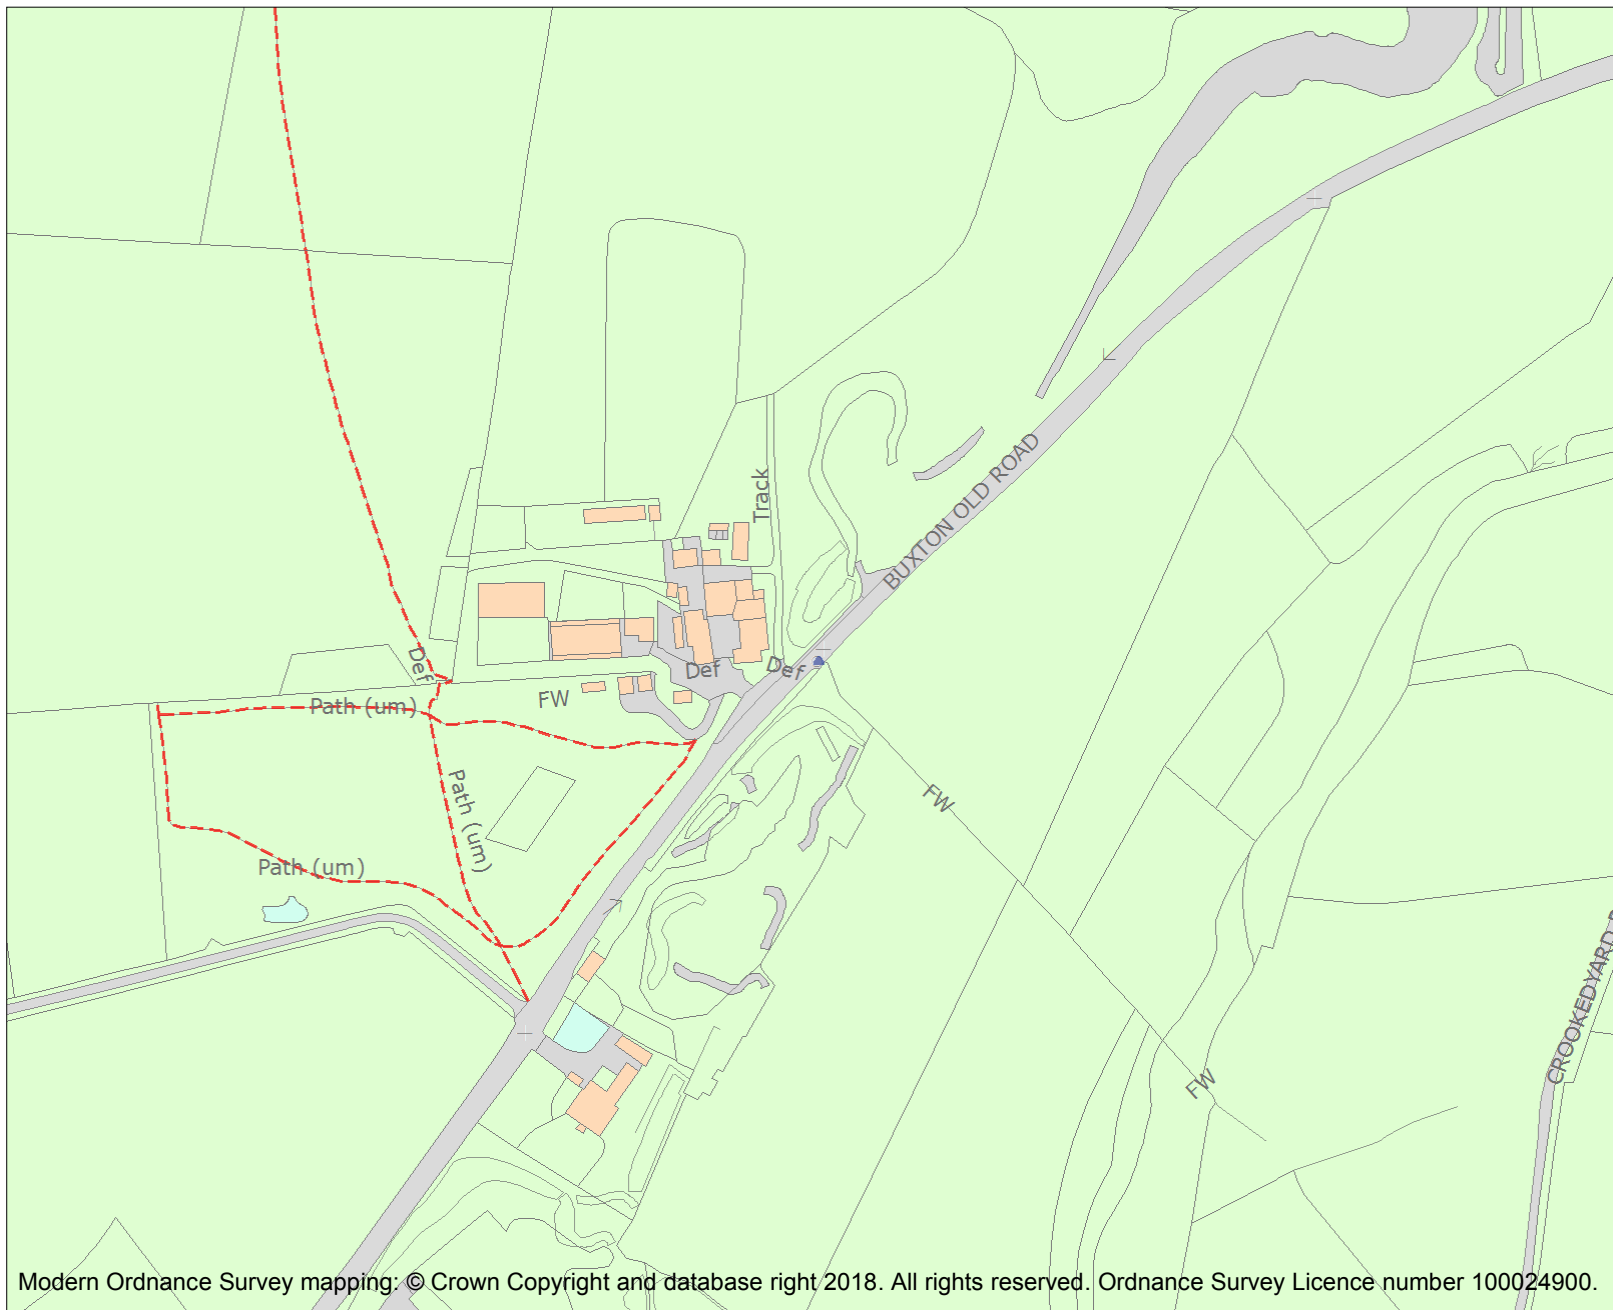 BUXTON OLD ROAD
Track
Def
Def
Def
FW
Path (um)
Path (um)
Path (um)
FW
FW
CROOKEDYARD
Modern Ordnance Survey mapping: © Crown Copyright and database right 2018. All rights reserved. Ordnance Survey Licence number 100024900.